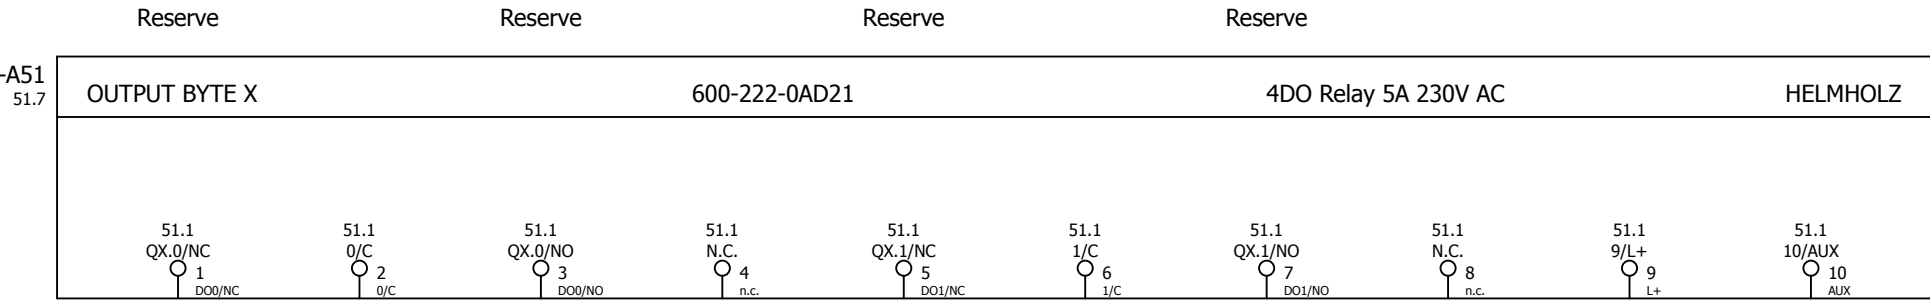 Reserve Reserve Reserve Reserve
-A51
51.7
OUTPUT BYTE X 600-222-0AD21 4DO Relay 5A 230V AC HELMHOLZ
51.1 51.1 51.1 51.1 51.1 51.1 51.1 51.1 51.1 51.1
QX.0/NC 0/C QX.0/NO N.C. QX.1/NC 1/C QX.1/NO N.C. 9/L+ 10/AUX
1 2 3 4 5 6 7 8 9 10
DO0/NC 0/C DO0/NO n.c. DO1/NC 1/C DO1/NO n.c. L+ AUX